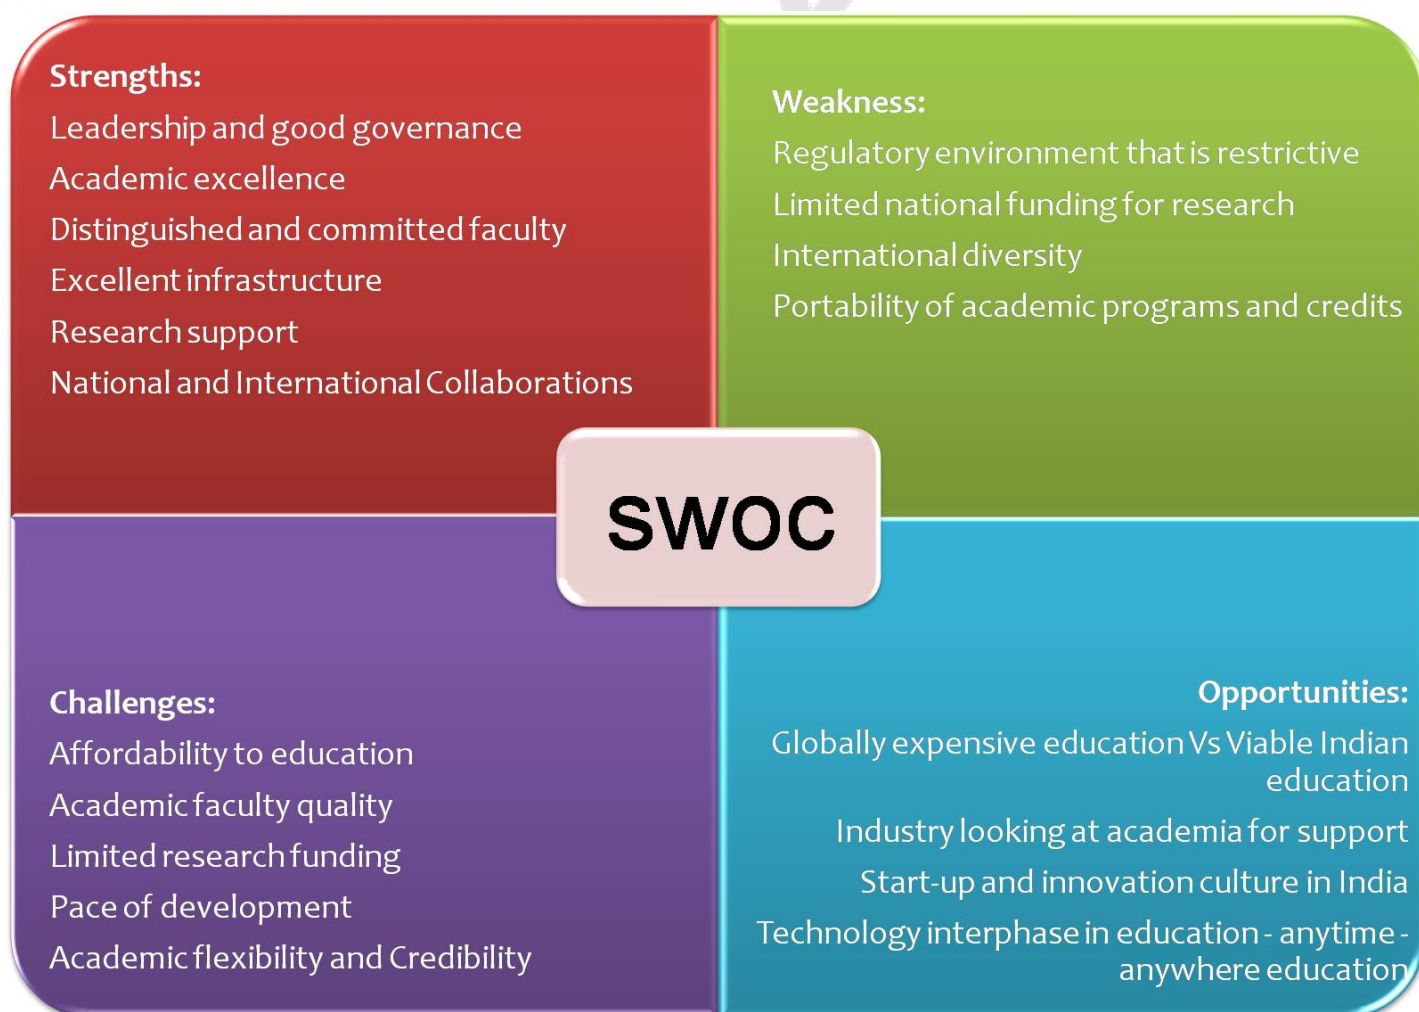 Strengths:
Leadership and good governance
Academic excellence
Distinguished and committed faculty
Excellent infrastructure
Research support
National and International Collaborations
Weakness:
Regulatory environment that is restrictive
Limited national funding for research
International diversity
Portability of academic programs and credits
SWOC
Challenges:
Affordability to education
Academic faculty quality
Limited research funding
Pace of development
Academic flexibility and Credibility
Opportunities:
Globally expensive education Vs Viable Indian
education
Industry looking at academia for support
Start-up and innovation culture in India
Technology interphase in education - anytime -
anywhere education